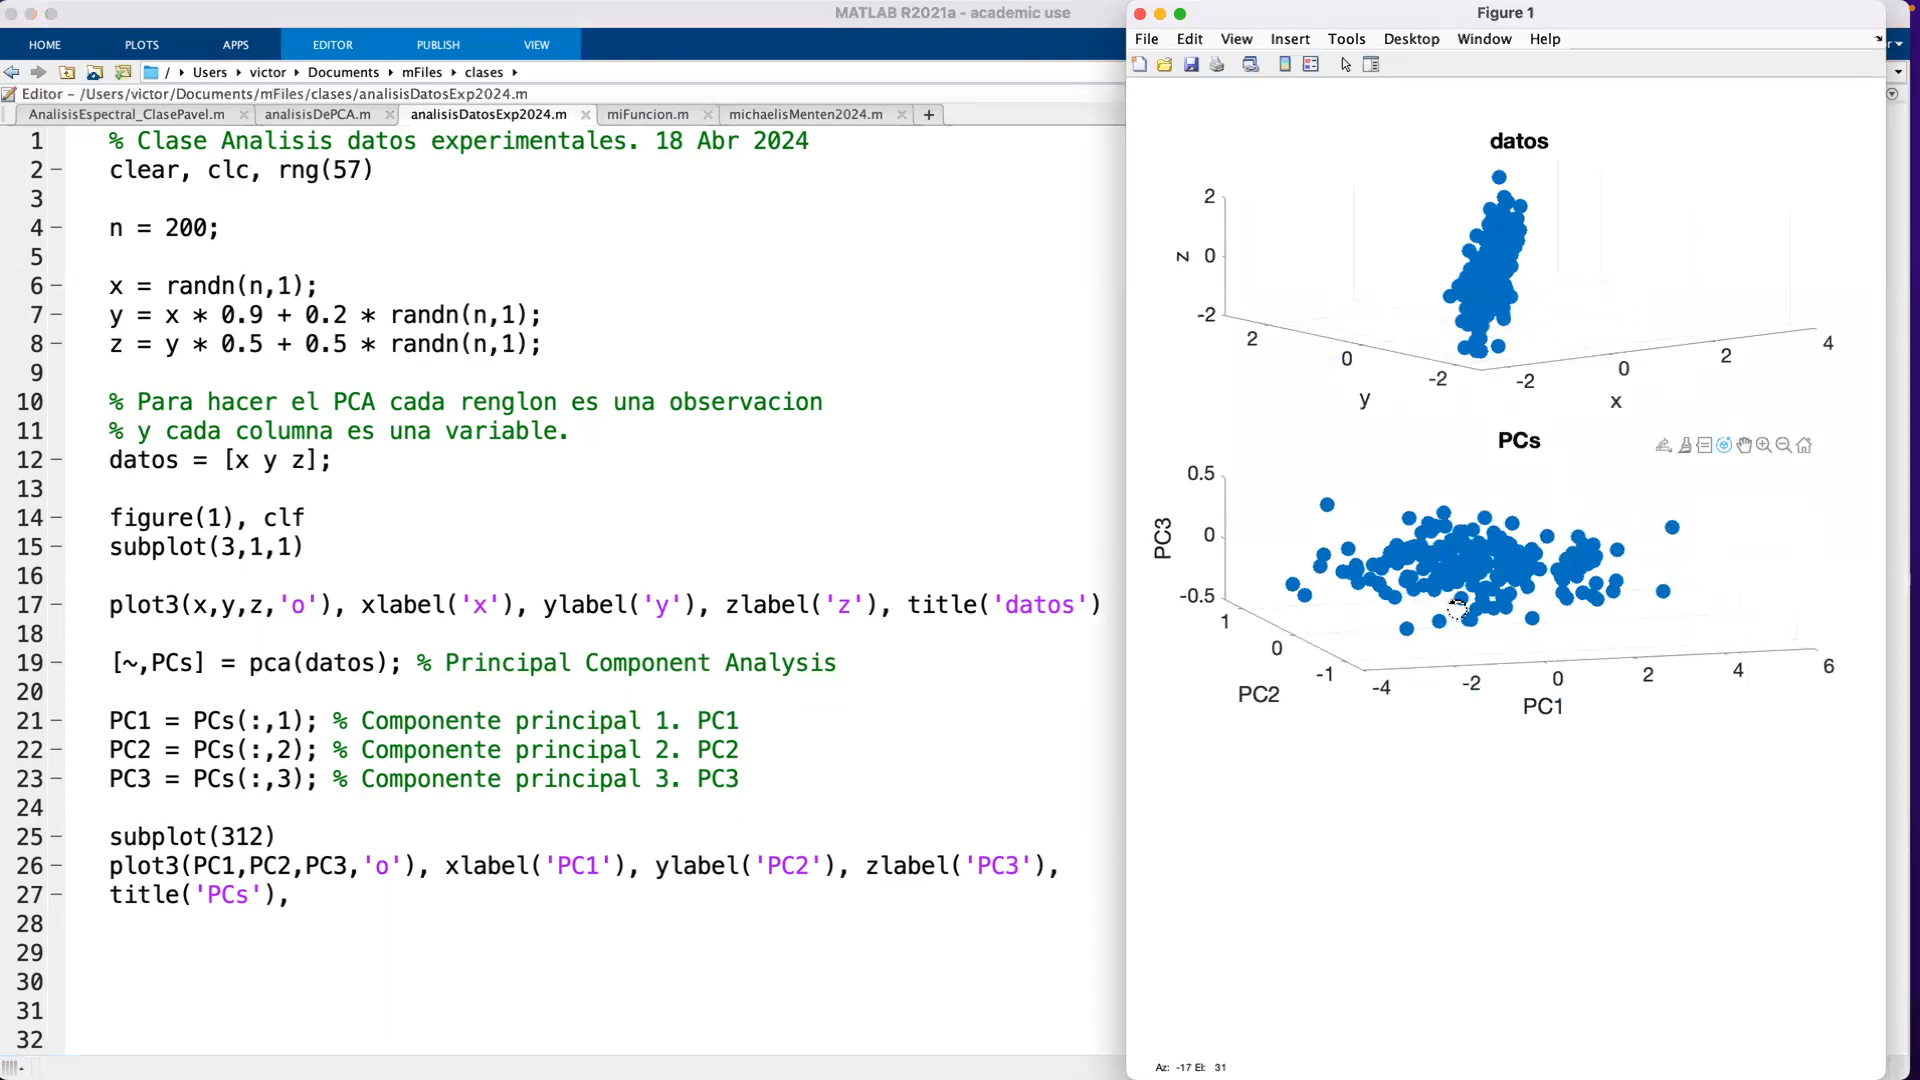 MATLAB R2021a - academic use
HOME PLOTS APPS EDITOR PUBLISH VIEW
/ Users victor Documents mFiles clases
Editor – /Users/victor/Documents/mFiles/clases/analisisDatosExp2024.m
AnalisisEspectral_ClasePavel.m analisisDePCA.m analisisDatosExp2024.m miFuncion.m michaelisMenten2024.m +
1 % Clase Analisis datos experimentales. 18 Abr 2024
2 – clear, clc, rng(57)
3
4 – n = 200;
5
6 – x = randn(n,1);
7 – y = x * 0.9 + 0.2 * randn(n,1);
8 – z = y * 0.5 + 0.5 * randn(n,1);
9
10 % Para hacer el PCA cada renglon es una observacion
11 % y cada columna es una variable.
12 – datos = [x y z];
13
14 – figure(1), clf
15 – subplot(3,1,1)
16
17 – plot3(x,y,z,'o'), xlabel('x'), ylabel('y'), zlabel('z'), title('datos')
18
19 – [~,PCs] = pca(datos); % Principal Component Analysis
20
21 – PC1 = PCs(:,1); % Componente principal 1. PC1
22 – PC2 = PCs(:,2); % Componente principal 2. PC2
23 – PC3 = PCs(:,3); % Componente principal 3. PC3
24
25 – subplot(312)
26 – plot3(PC1,PC2,PC3,'o'), xlabel('PC1'), ylabel('PC2'), zlabel('PC3'),
27 – title('PCs'),
28
29
30
31
32
Figure 1
File Edit View Insert Tools Desktop Window Help
datos
2
z 0
-2
2 0 -2
-2 0 2 4
y x
PCs
0.5
PC3 0
-0.5
1 0 -1
-4 -2 0 2 4 6
PC2 PC1
Az: -17 El: 31